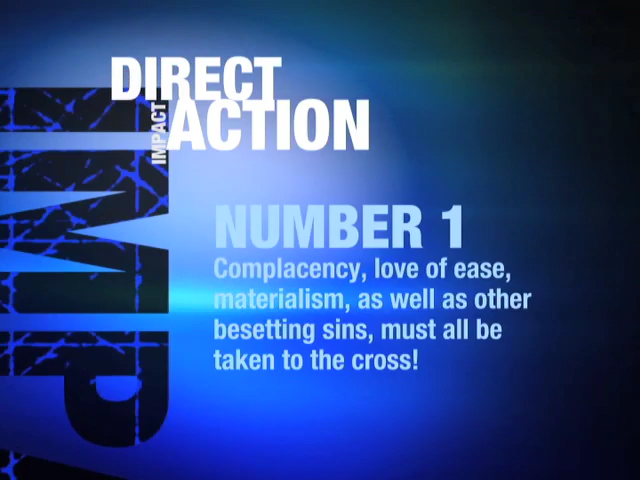 DIRECT
IMPACT
ACTION
IMPA
NUMBER 1
Complacency, love of ease,
materialism, as well as other
besetting sins, must all be
taken to the cross!